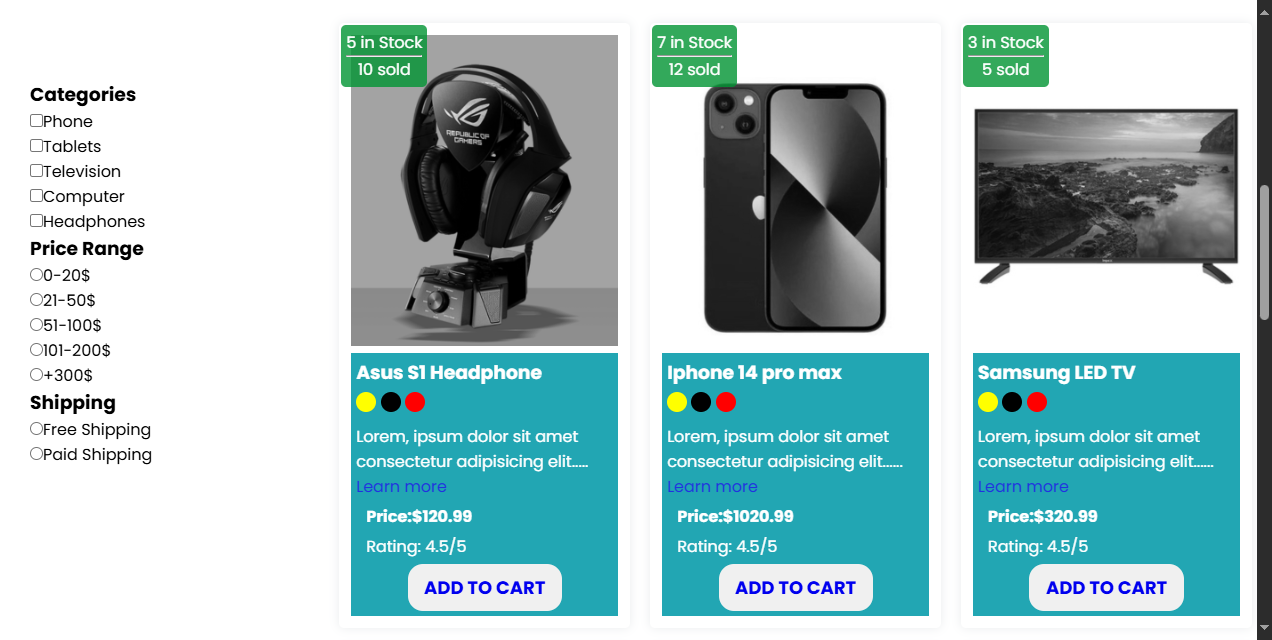 Categories
Phone
Tablets
Television
Computer
Headphones
Price Range
0-20$
21-50$
51-100$
101-200$
+300$
Shipping
Free Shipping
Paid Shipping
5 in Stock
10 sold
REPUBLIC OF
GAMERS
Asus S1 Headphone
Lorem, ipsum dolor sit amet
consectetur adipisicing elit......
Learn more
Price:$120.99
Rating: 4.5/5
ADD TO CART
7 in Stock
12 sold
Iphone 14 pro max
Lorem, ipsum dolor sit amet
consectetur adipisicing elit......
Learn more
Price:$1020.99
Rating: 4.5/5
ADD TO CART
3 in Stock
5 sold
Samsung LED TV
Lorem, ipsum dolor sit amet
consectetur adipisicing elit......
Learn more
Price:$320.99
Rating: 4.5/5
ADD TO CART